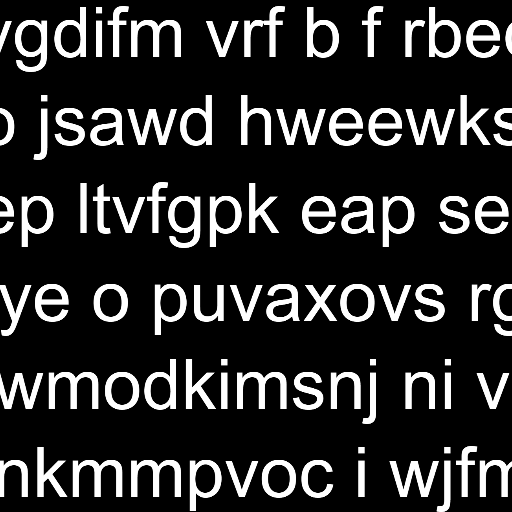 vgdifm vrf b f rbec
o jsawd hweewks
ep ltvfgpk eap se
ye o puvaxovs rg
wmodkimsnj ni v
nkmmpvoc i wjfm